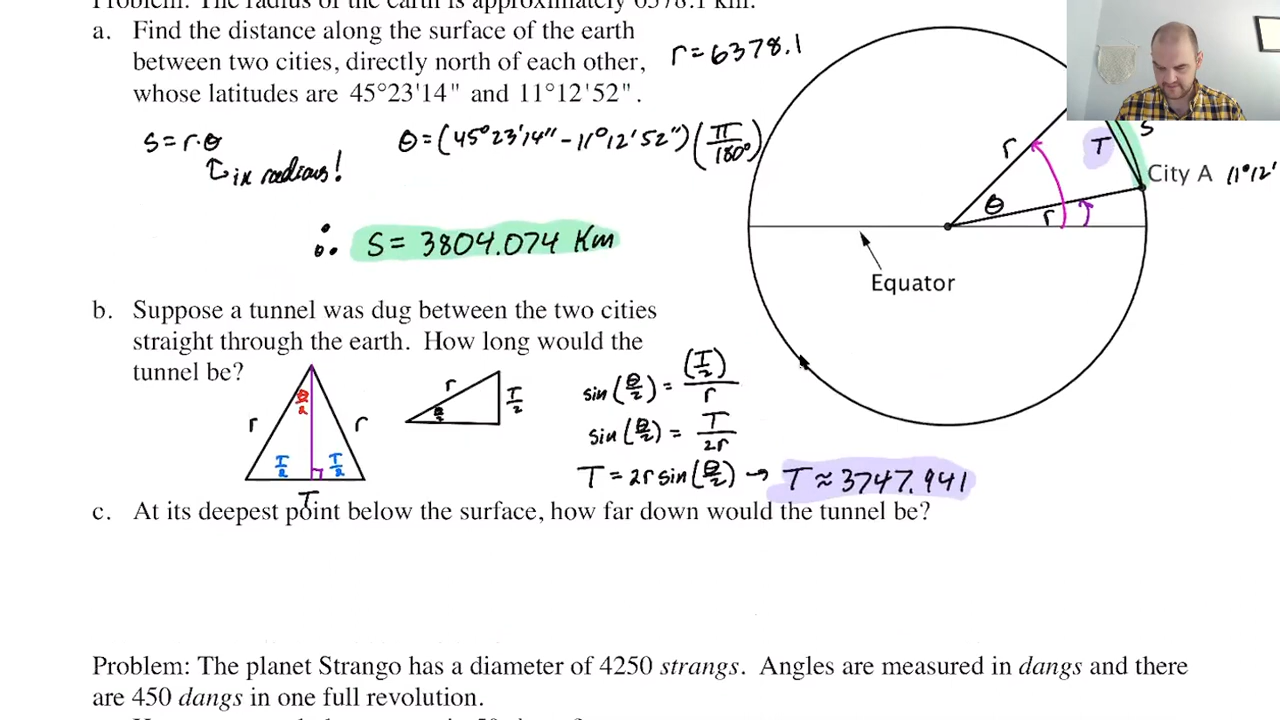 Problem: The radius of the earth is approximately 6378.1 km.
a. Find the distance along the surface of the earth
between two cities, directly north of each other,
whose latitudes are 45°23'14" and 11°12'52".
r=6378.1
s=r·θ
in radians!
θ=(45°23'14"-11°12'52")(π/180°)
∴ S= 3804.074 Km
r
T
S
City A (11°12'
θ
r
Equator
b. Suppose a tunnel was dug between the two cities
straight through the earth. How long would the
tunnel be?
θ/2
r
r
T/2
T/2
T
r
θ/2
T/2
sin(θ/2)=(T/2)/r
sin(θ/2)=T/2r
T=2r sin(θ/2) → T≈3747.941
c. At its deepest point below the surface, how far down would the tunnel be?
Problem: The planet Strango has a diameter of 4250 strangs. Angles are measured in dangs and there
are 450 dangs in one full revolution.